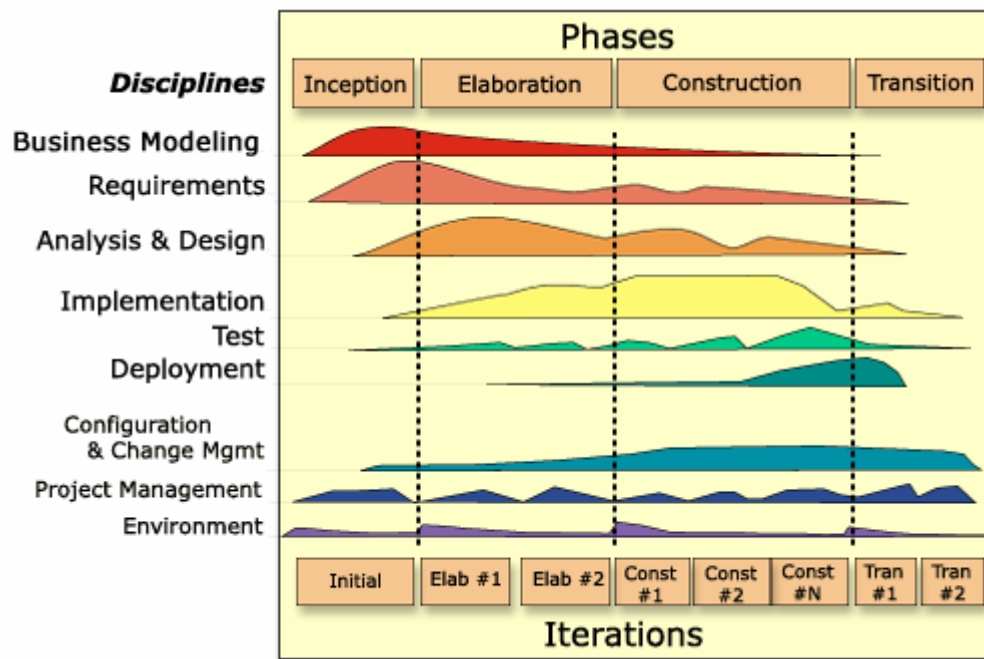 Phases
Disciplines
Inception
Elaboration
Construction
Transition
Business Modeling
Requirements
Analysis & Design
Implementation
Test
Deployment
Configuration
& Change Mgmt
Project Management
Environment
Initial
Elab #1
Elab #2
Const
#1
Const
#2
Const
#N
Tran
#1
Tran
#2
Iterations